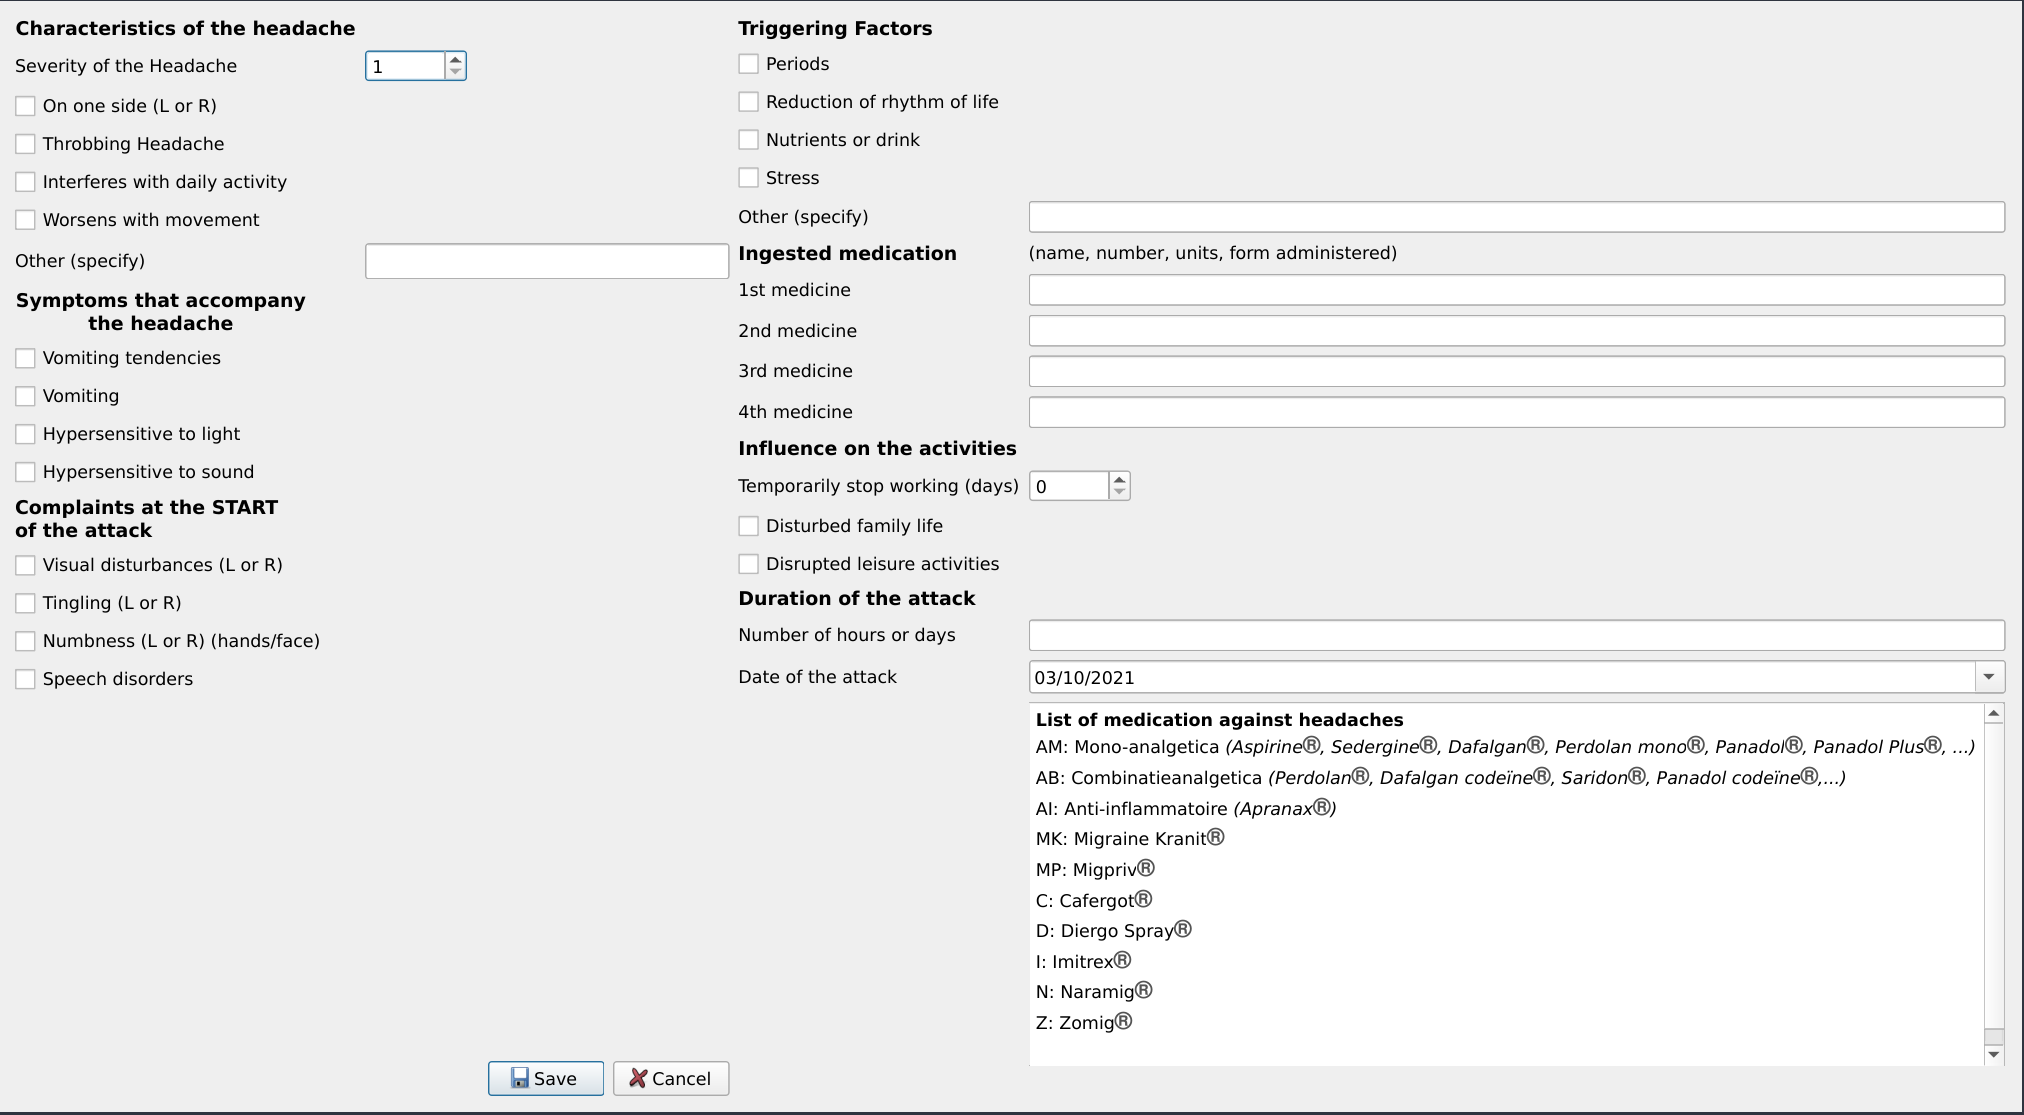 Characteristics of the headache
Severity of the Headache 1
On one side (L or R)
Throbbing Headache
Interferes with daily activity
Worsens with movement
Other (specify)
Symptoms that accompany
the headache
Vomiting tendencies
Vomiting
Hypersensitive to light
Hypersensitive to sound
Complaints at the START
of the attack
Visual disturbances (L or R)
Tingling (L or R)
Numbness (L or R) (hands/face)
Speech disorders
Triggering Factors
Periods
Reduction of rhythm of life
Nutrients or drink
Stress
Other (specify)
Ingested medication (name, number, units, form administered)
1st medicine
2nd medicine
3rd medicine
4th medicine
Influence on the activities
Temporarily stop working (days) 0
Disturbed family life
Disrupted leisure activities
Duration of the attack
Number of hours or days
Date of the attack 03/10/2021
List of medication against headaches
AM: Mono-analgetica (Aspirine®, Sedergine®, Dafalgan®, Perdolan mono®, Panadol®, Panadol Plus®, ...)
AB: Combinatieanalgetica (Perdolan®, Dafalgan codeïne®, Saridon®, Panadol codeïne®,...)
AI: Anti-inflammatoire (Apranax®)
MK: Migraine Kranit®
MP: Migpriv®
C: Cafergot®
D: Diergo Spray®
I: Imitrex®
N: Naramig®
Z: Zomig®
Save Cancel